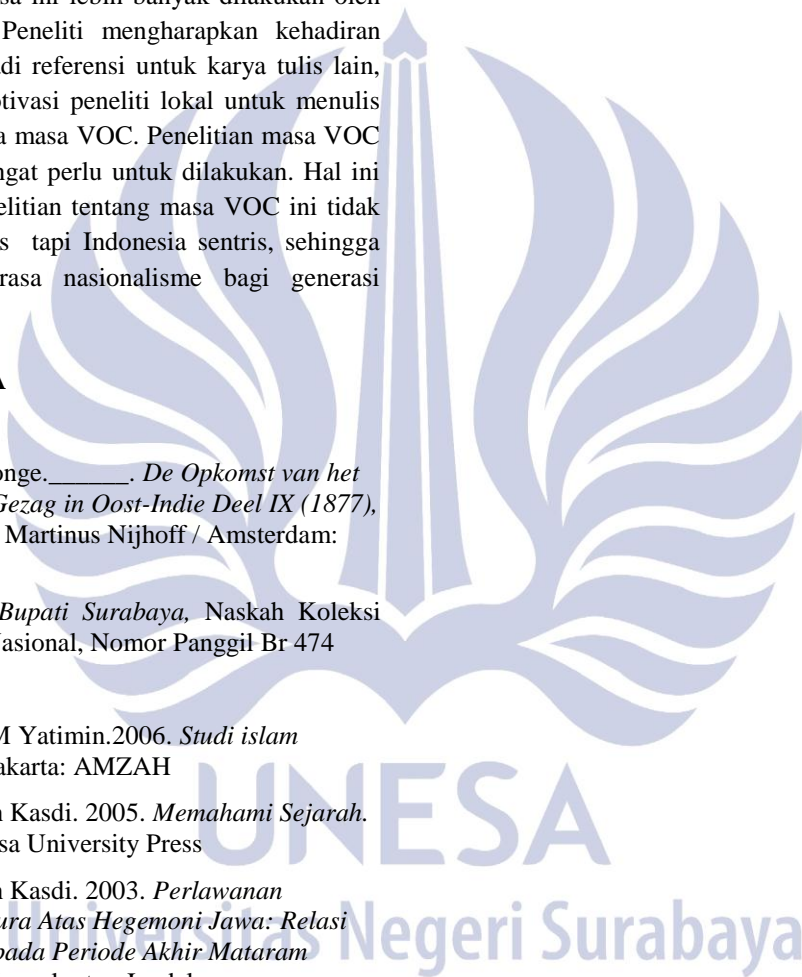 sa ini lebih banyak dilakukan oleh
Peneliti mengharapkan kehadiran
adi referensi untuk karya tulis lain,
otivasi peneliti lokal untuk menulis
a masa VOC. Penelitian masa VOC
ngat perlu untuk dilakukan. Hal ini
elitian tentang masa VOC ini tidak
s tapi Indonesia sentris, sehingga
rasa nasionalisme bagi generasi
A
onge.______. De Opkomst van het
Gezag in Oost-Indie Deel IX (1877),
Martinus Nijhoff / Amsterdam:
Bupati Surabaya, Naskah Koleksi
Nasional, Nomor Panggil Br 474
M Yatimin.2006. Studi islam
akarta: AMZAH
n Kasdi. 2005. Memahami Sejarah.
sa University Press
n Kasdi. 2003. Perlawanan
ura Atas Hegemoni Jawa: Relasi
pada Periode Akhir Mataram
UNESA
Universitas Negeri Surabaya